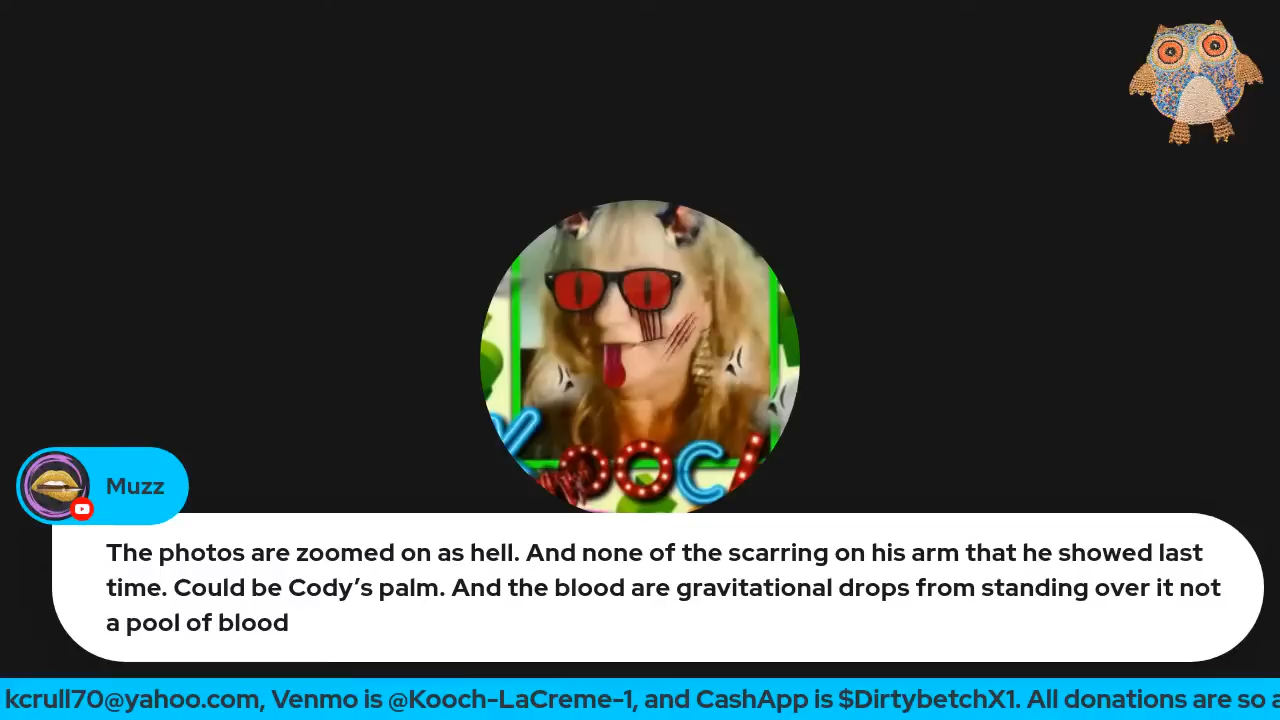 KOOCH
Muzz
The photos are zoomed on as hell. And none of the scarring on his arm that he showed last
time. Could be Cody’s palm. And the blood are gravitational drops from standing over it not
a pool of blood
kcrull70@yahoo.com, Venmo is @Kooch-LaCreme-1, and CashApp is $DirtybetchX1. All donations are so a